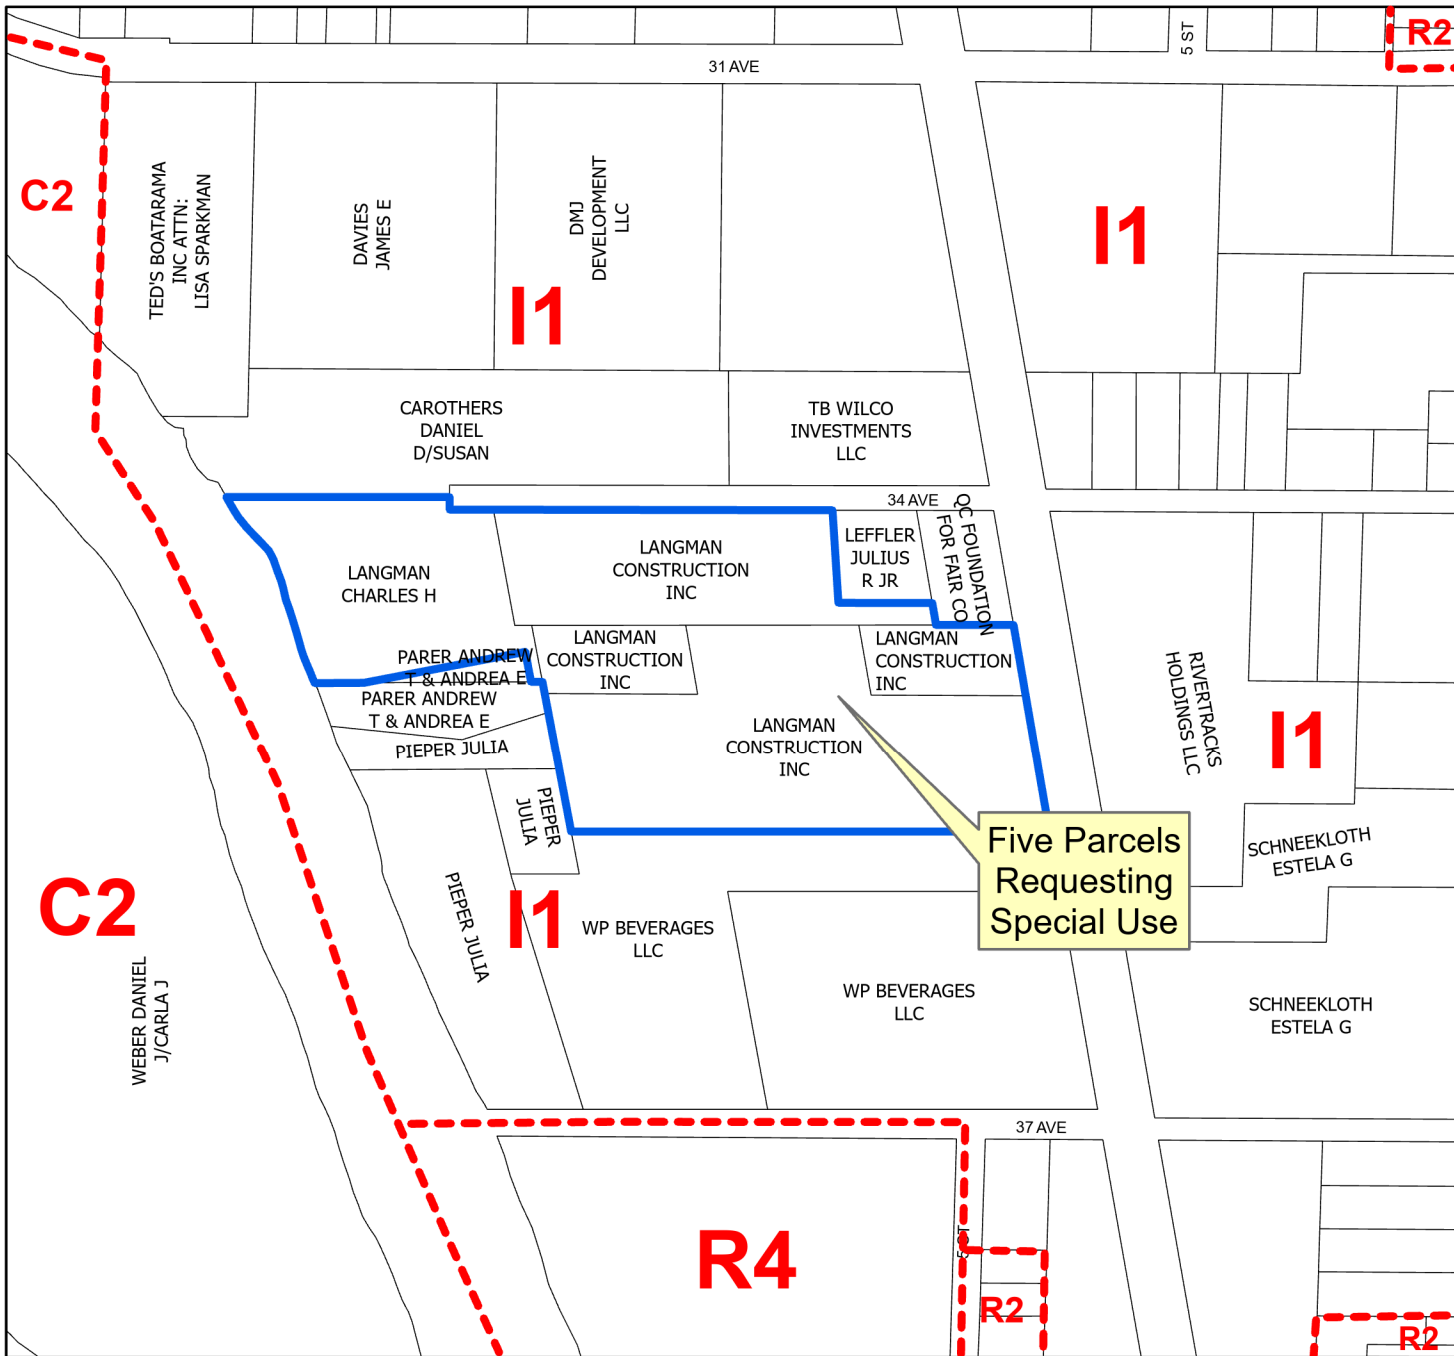 R2
5 ST
31 AVE
C2
TED'S BOATARAMA
INC ATTN:
LISA SPARKMAN
DAVIES
JAMES E
DMJ
DEVELOPMENT
LLC
I1
I1
CAROTHERS
DANIEL
D/SUSAN
TB WILCO
INVESTMENTS
LLC
34 AVE
QC FOUNDATION
FOR FAIR CO
LEFFLER
JULIUS
R JR
LANGMAN
CONSTRUCTION
INC
LANGMAN
CHARLES H
LANGMAN
CONSTRUCTION
INC
LANGMAN
CONSTRUCTION
INC
PARER ANDREW
T & ANDREA E
PARER ANDREW
T & ANDREA E
PIEPER JULIA
LANGMAN
CONSTRUCTION
INC
RIVERTRACKS
HOLDINGS LLC
I1
PIEPER
JULIA
Five Parcels
Requesting
Special Use
SCHNEEKLOTH
ESTELA G
C2
PIEPER JULIA
I1
WP BEVERAGES
LLC
WP BEVERAGES
LLC
SCHNEEKLOTH
ESTELA G
WEBER DANIEL
J/CARLA J
37 AVE
R4
5 ST
R2
R2